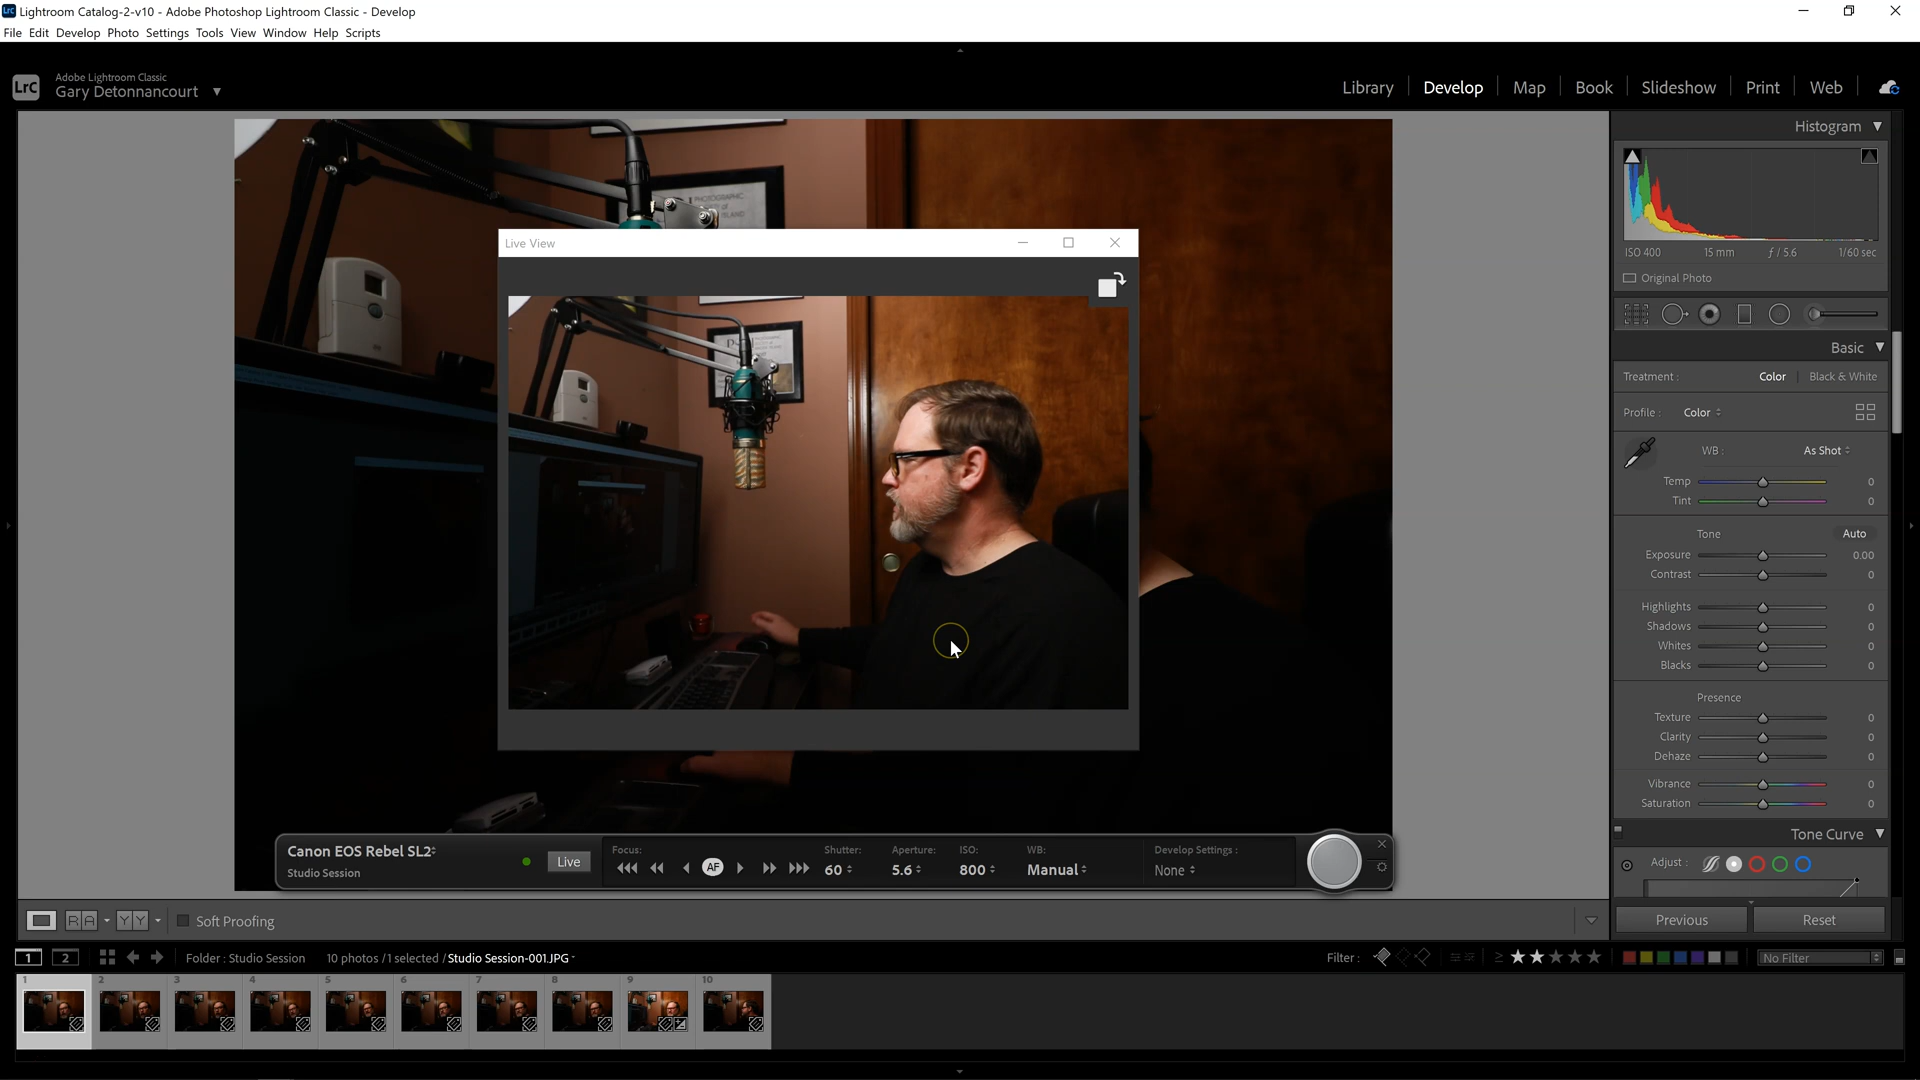 Lightroom Catalog-2-v10 - Adobe Photoshop Lightroom Classic - Develop
File Edit Develop Photo Settings Tools View Window Help Scripts
LrC
Adobe Lightroom Classic
Gary Detonnancourt
Library Develop Map Book Slideshow Print Web
Histogram
ISO 400 15 mm ƒ / 5.6 1/60 sec
Original Photo
Live View
Basic
Treatment : Color Black & White
Profile : Color
WB : As Shot
Temp 0
Tint 0
Tone Auto
Exposure 0.00
Contrast 0
Highlights 0
Shadows 0
Whites 0
Blacks 0
Presence
Texture 0
Clarity 0
Dehaze 0
Vibrance 0
Saturation 0
Tone Curve
Adjust :
Previous Reset
Canon EOS Rebel SL2
Studio Session
Live
Focus:
AF
Shutter: 60
Aperture: 5.6
ISO: 800
WB: Manual
Develop Settings : None
R A Y Y Soft Proofing
1 2 Folder : Studio Session 10 photos / 1 selected / Studio Session-001.JPG
Filter : ≥ No Filter
1 2 3 4 5 6 7 8 9 10